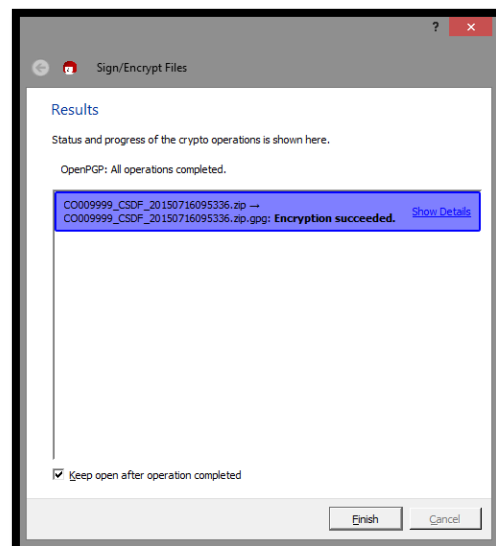 ?
Sign/Encrypt Files
Results
Status and progress of the crypto operations is shown here.
OpenPGP: All operations completed.
CO009999_CSDF_20150716095336.zip →
CO009999_CSDF_20150716095336.zip.gpg: Encryption succeeded.
Show Details
Keep open after operation completed
Finish
Cancel